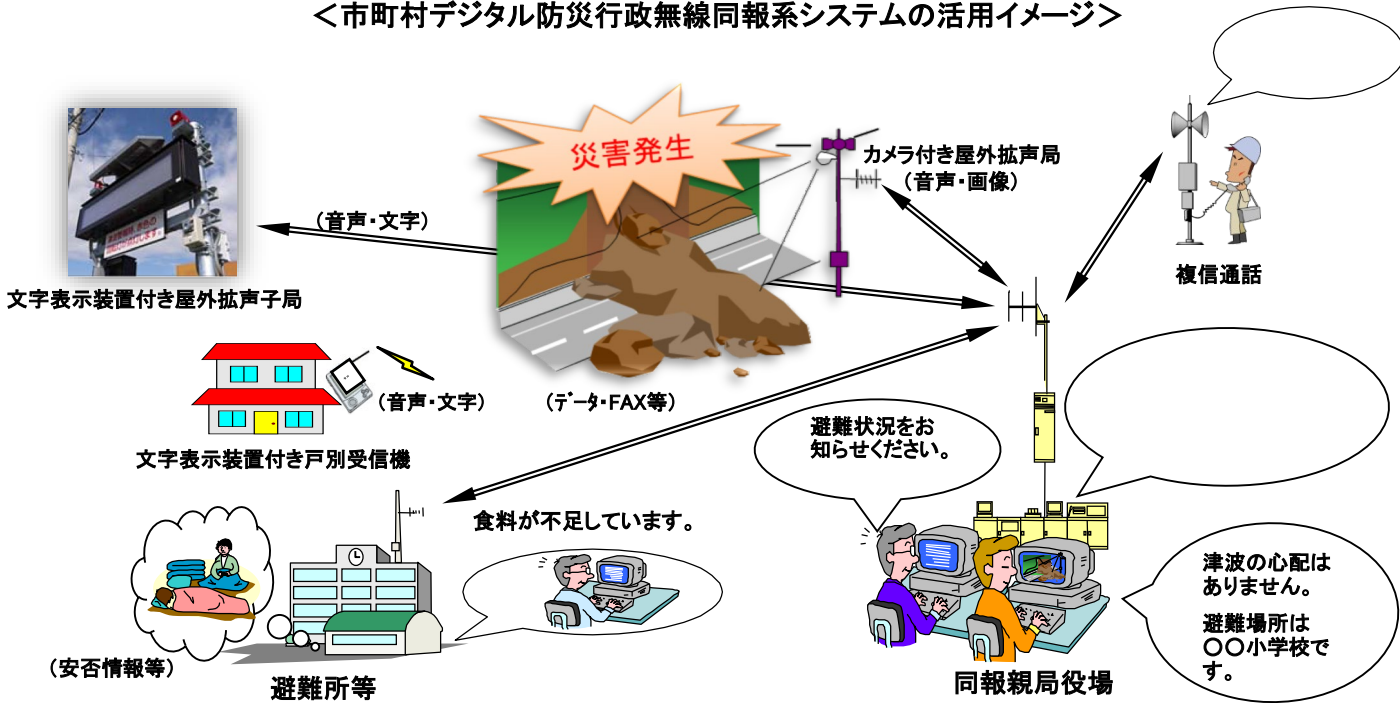 ＜市町村デジタル防災行政無線同報系システムの活用イメージ＞
災害発生
カメラ付き屋外拡声局
（音声・画像）
（音声・文字）
複信通話
文字表示装置付き屋外拡声子局
（音声・文字）
（ﾃﾞｰﾀ・FAX等）
文字表示装置付き戸別受信機
避難状況をお
知らせください。
食料が不足しています。
津波の心配は
ありません。
避難場所は
〇〇小学校で
す。
（安否情報等）
避難所等
同報親局役場